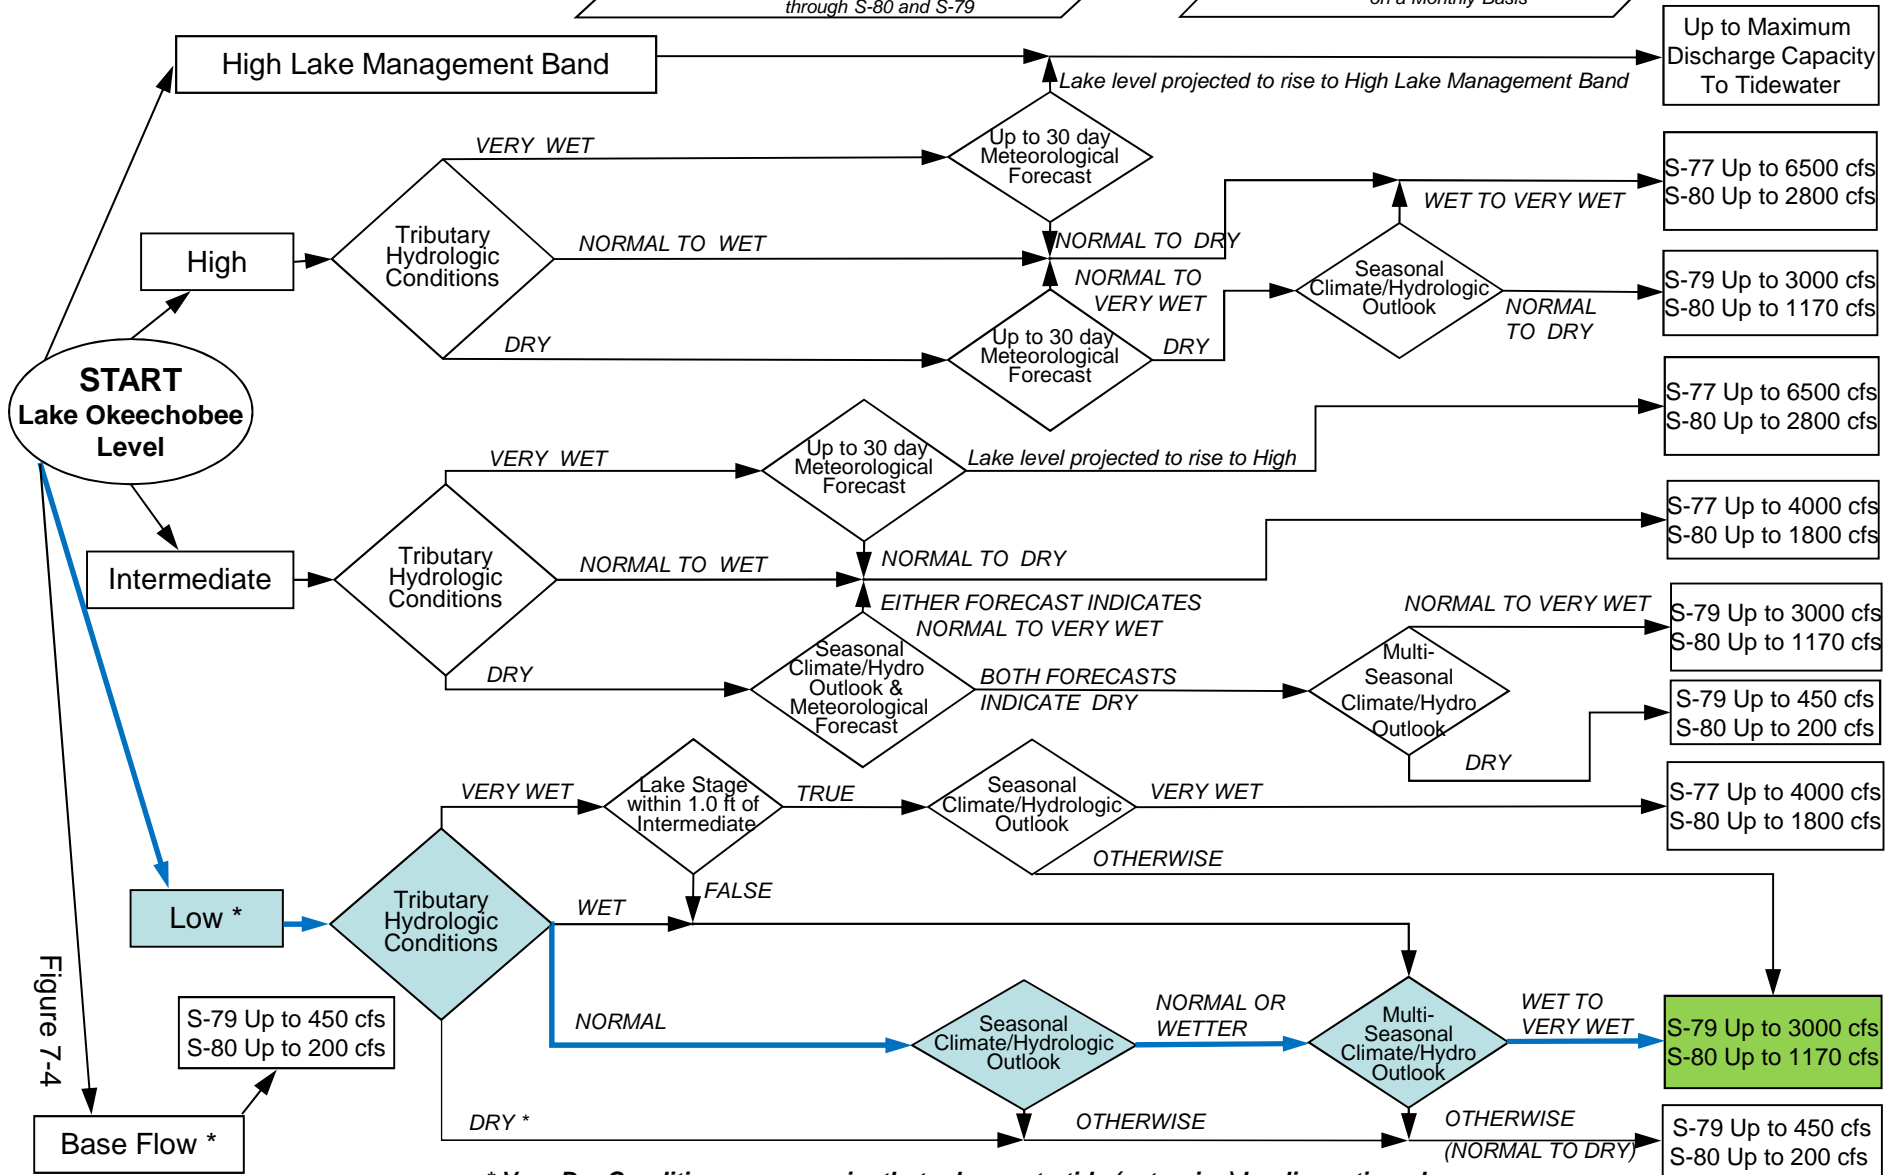 through S-80 and S-79
on a Monthly Basis
High Lake Management Band
Lake level projected to rise to High Lake Management Band
Up to Maximum
Discharge Capacity
To Tidewater
VERY WET
Up to 30 day
Meteorological
Forecast
S-77 Up to 6500 cfs
S-80 Up to 2800 cfs
WET TO VERY WET
High
Tributary
Hydrologic
Conditions
NORMAL TO WET
NORMAL TO DRY
NORMAL TO
VERY WET
Seasonal
Climate/Hydrologic
Outlook
S-79 Up to 3000 cfs
S-80 Up to 1170 cfs
NORMAL
TO DRY
DRY
Up to 30 day
Meteorological
Forecast
DRY
START
Lake Okeechobee
Level
S-77 Up to 6500 cfs
S-80 Up to 2800 cfs
VERY WET
Up to 30 day
Meteorological
Forecast
Lake level projected to rise to High
S-77 Up to 4000 cfs
S-80 Up to 1800 cfs
Intermediate
Tributary
Hydrologic
Conditions
NORMAL TO WET
NORMAL TO DRY
EITHER FORECAST INDICATES
NORMAL TO VERY WET
NORMAL TO VERY WET
S-79 Up to 3000 cfs
S-80 Up to 1170 cfs
DRY
Seasonal
Climate/Hydro
Outlook &
Meteorological
Forecast
BOTH FORECASTS
INDICATE DRY
Multi-
Seasonal
Climate/Hydro
Outlook
S-79 Up to 450 cfs
S-80 Up to 200 cfs
DRY
VERY WET
Lake Stage
within 1.0 ft of
Intermediate
TRUE
Seasonal
Climate/Hydrologic
Outlook
VERY WET
S-77 Up to 4000 cfs
S-80 Up to 1800 cfs
OTHERWISE
FALSE
Low *
Tributary
Hydrologic
Conditions
WET
NORMAL
Seasonal
Climate/Hydrologic
Outlook
NORMAL OR
WETTER
Multi-
Seasonal
Climate/Hydro
Outlook
WET TO
VERY WET
S-79 Up to 3000 cfs
S-80 Up to 1170 cfs
Figure 7-4
S-79 Up to 450 cfs
S-80 Up to 200 cfs
Base Flow *
DRY *
OTHERWISE
OTHERWISE
(NORMAL TO DRY)
S-79 Up to 450 cfs
S-80 Up to 200 cfs